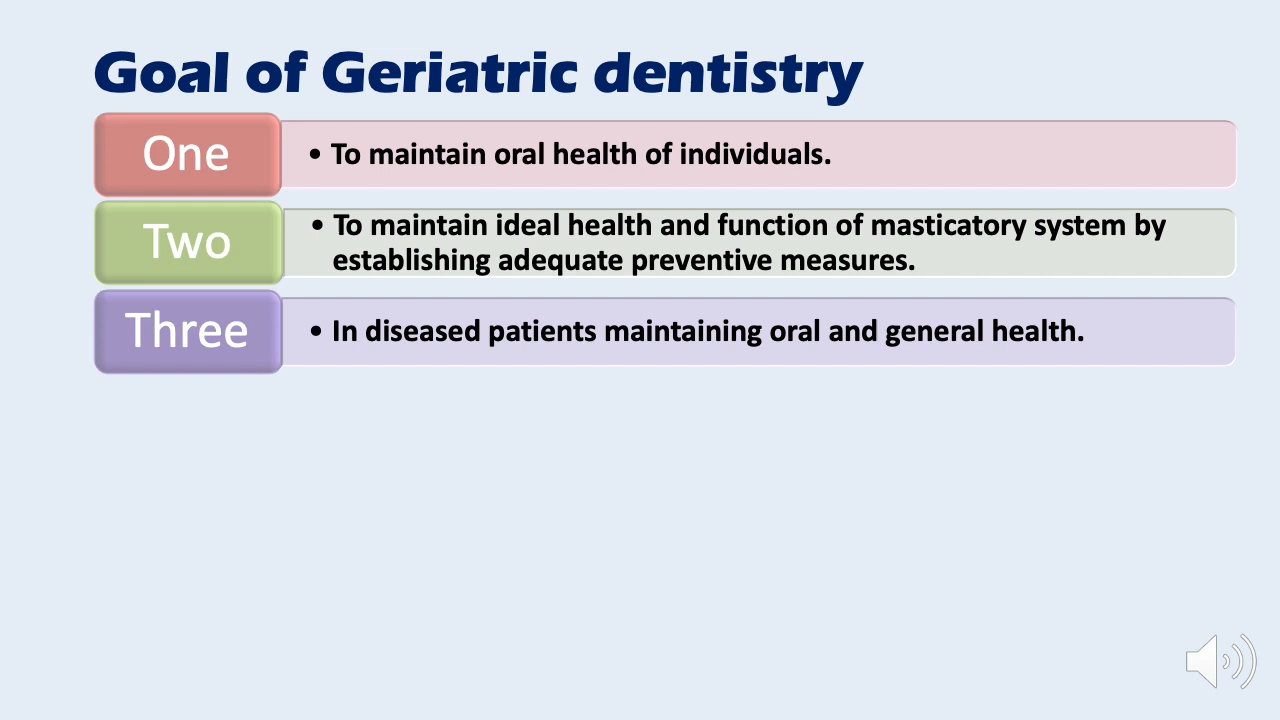 Goal of Geriatric dentistry
One
• To maintain oral health of individuals.
Two
• To maintain ideal health and function of masticatory system by
establishing adequate preventive measures.
Three
• In diseased patients maintaining oral and general health.